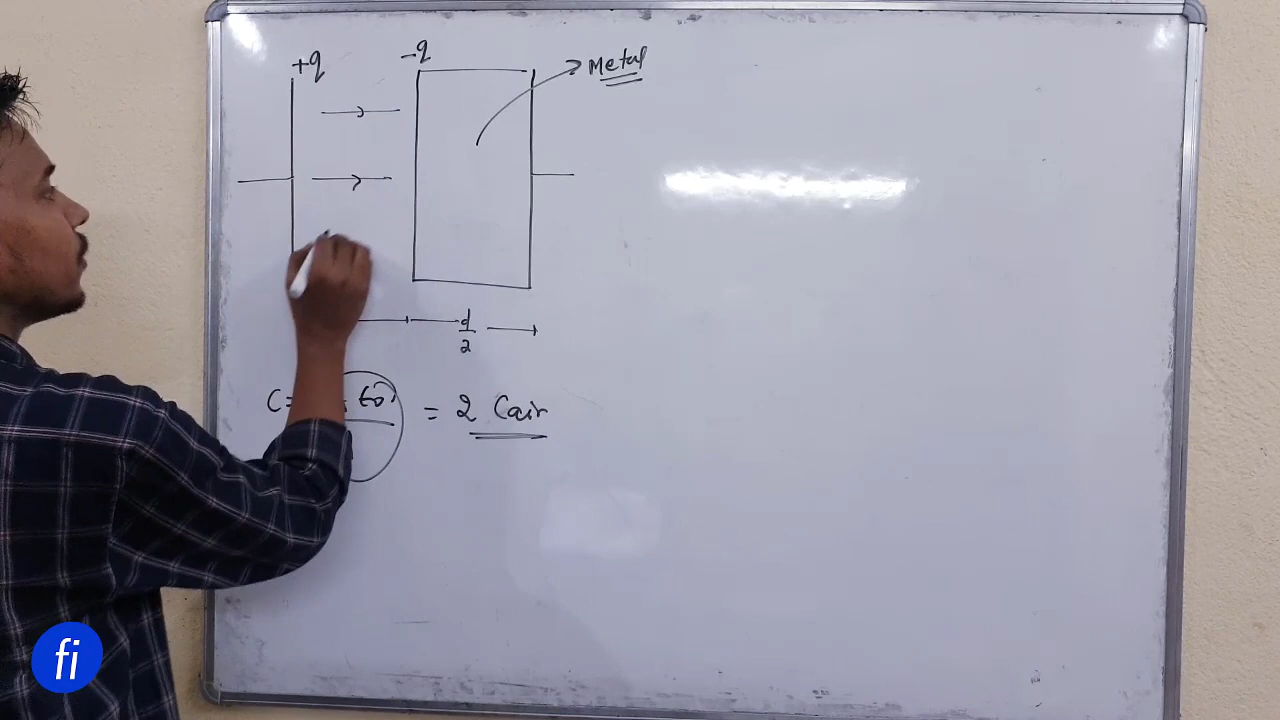 +q
-q
Metal
d
2
C=
ϵ0
= 2 Cair
fi